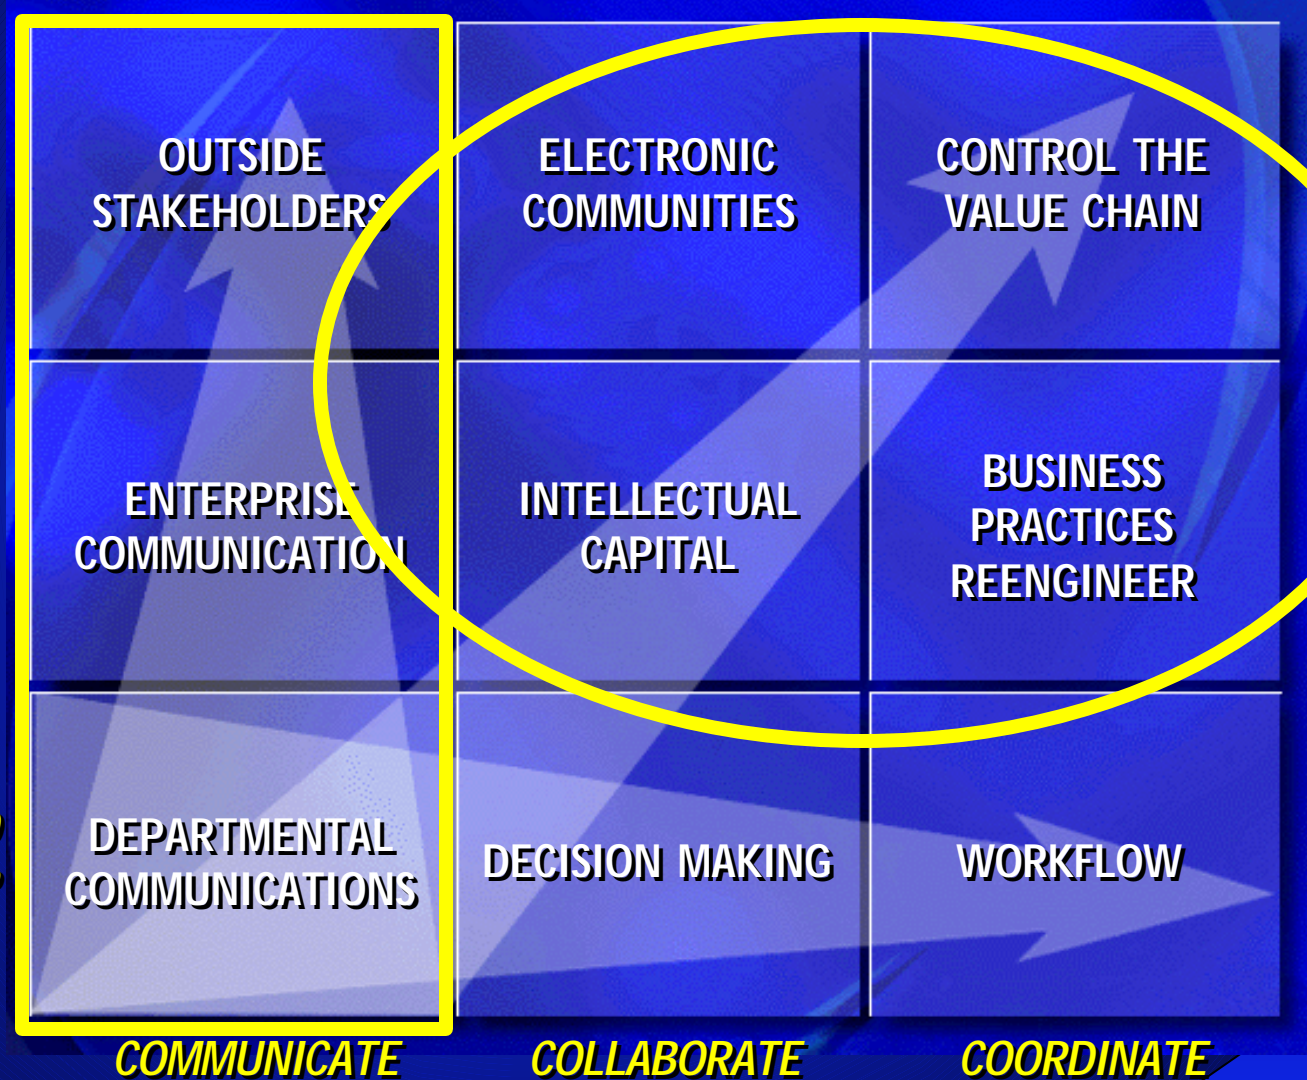 OUTSIDE
STAKEHOLDERS
ELECTRONIC
COMMUNITIES
CONTROL THE
VALUE CHAIN
ENTERPRISE
COMMUNICATION
INTELLECTUAL
CAPITAL
BUSINESS
PRACTICES
REENGINEER
DEPARTMENTAL
COMMUNICATIONS
DECISION MAKING
WORKFLOW
COMMUNICATE
COLLABORATE
COORDINATE